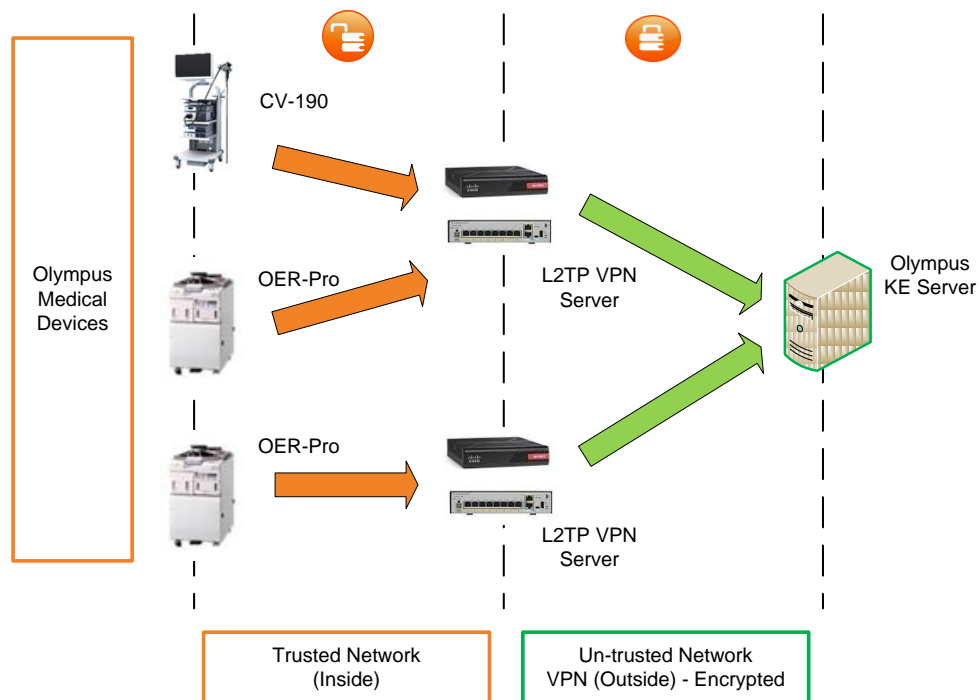 CV-190
Olympus
Medical
Devices
OER-Pro
L2TP VPN
Server
Olympus
KE Server
OER-Pro
L2TP VPN
Server
Trusted Network
(Inside)
Un-trusted Network
VPN (Outside) - Encrypted